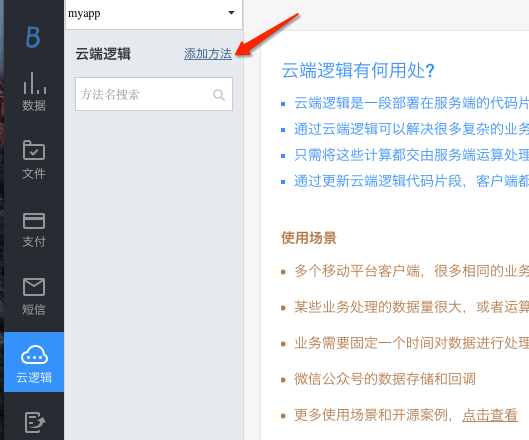 B
数据
文件
支付
短信
云逻辑
myapp
云端逻辑
添加方法
方法名搜索
云端逻辑有何用处?
云端逻辑是一段部署在服务端的代码片
通过云端逻辑可以解决很多复杂的业务
只需将这些计算都交由服务端运算处理
通过更新云端逻辑代码片段，客户端都
使用场景
多个移动平台客户端，很多相同的业务
某些业务处理的数据量很大，或者运算
业务需要固定一个时间对数据进行处理
微信公众号的数据存储和回调
更多使用场景和开源案例，点击查看